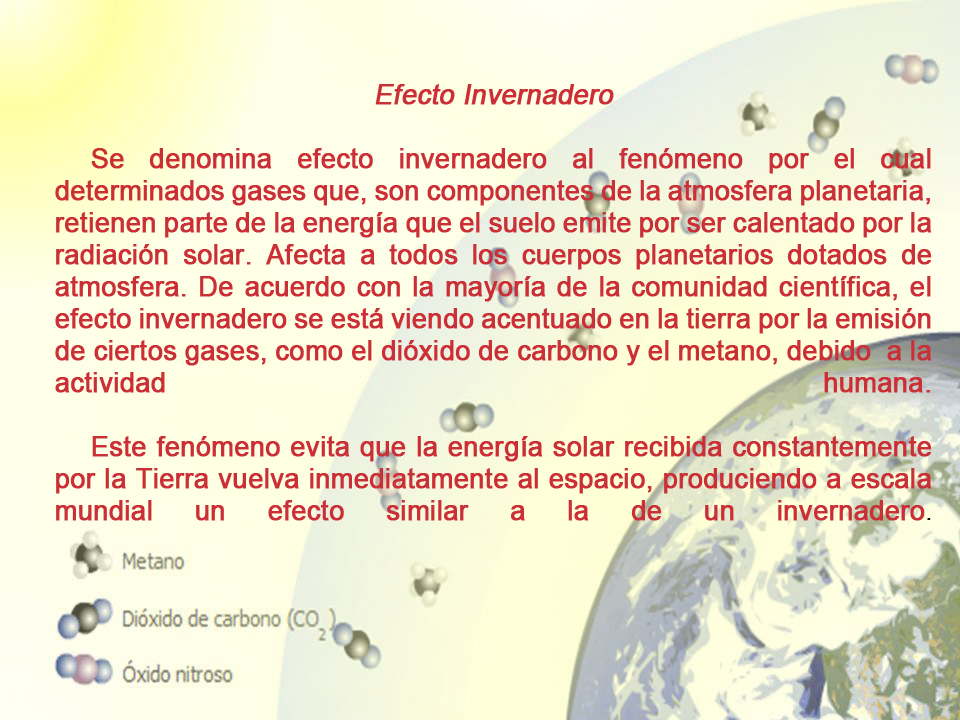 Efecto Invernadero
Se denomina efecto invernadero al fenómeno por el cual
determinados gases que, son componentes de la atmosfera planetaria,
retienen parte de la energía que el suelo emite por ser calentado por la
radiación solar. Afecta a todos los cuerpos planetarios dotados de
atmosfera. De acuerdo con la mayoría de la comunidad científica, el
efecto invernadero se está viendo acentuado en la tierra por la emisión
de ciertos gases, como el dióxido de carbono y el metano, debido a la
actividad humana.
Este fenómeno evita que la energía solar recibida constantemente
por la Tierra vuelva inmediatamente al espacio, produciendo a escala
mundial un efecto similar a la de un invernadero.
Metano
Dióxido de carbono (CO2)
Óxido nitroso